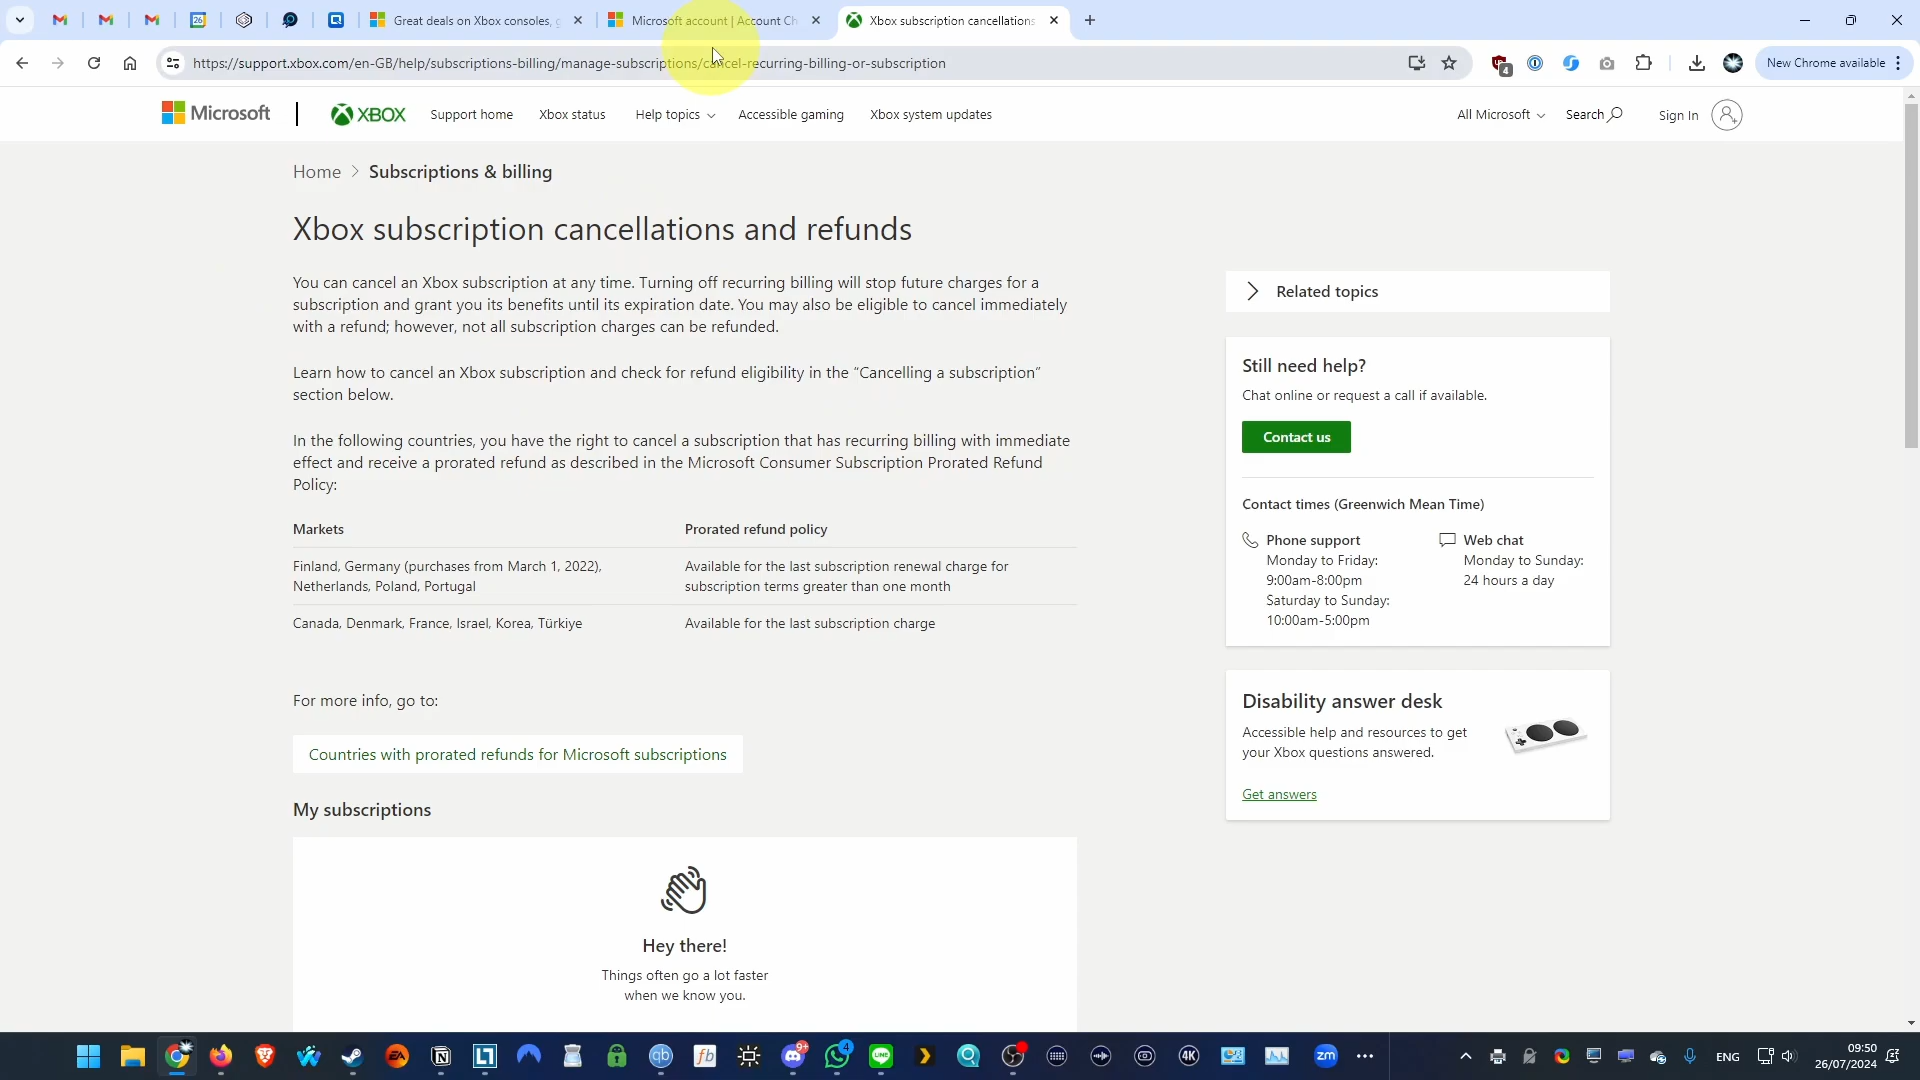 26
Great deals on Xbox consoles, g
Microsoft account | Account Ch
Xbox subscription cancellations
https://support.xbox.com/en-GB/help/subscriptions-billing/manage-subscriptions/cancel-recurring-billing-or-subscription
4
New Chrome available
Microsoft
XBOX
Support home
Xbox status
Help topics
Accessible gaming
Xbox system updates
All Microsoft
Search
Sign In
Home > Subscriptions & billing
Xbox subscription cancellations and refunds
You can cancel an Xbox subscription at any time. Turning off recurring billing will stop future charges for a
subscription and grant you its benefits until its expiration date. You may also be eligible to cancel immediately
with a refund; however, not all subscription charges can be refunded.
Learn how to cancel an Xbox subscription and check for refund eligibility in the “Cancelling a subscription”
section below.
In the following countries, you have the right to cancel a subscription that has recurring billing with immediate
effect and receive a prorated refund as described in the Microsoft Consumer Subscription Prorated Refund
Policy:
Markets
Prorated refund policy
Finland, Germany (purchases from March 1, 2022),
Netherlands, Poland, Portugal
Available for the last subscription renewal charge for
subscription terms greater than one month
Canada, Denmark, France, Israel, Korea, Türkiye
Available for the last subscription charge
For more info, go to:
Countries with prorated refunds for Microsoft subscriptions
My subscriptions
Hey there!
Things often go a lot faster
when we know you.
Related topics
Still need help?
Chat online or request a call if available.
Contact us
Contact times (Greenwich Mean Time)
Phone support
Monday to Friday:
9:00am-8:00pm
Saturday to Sunday:
10:00am-5:00pm
Web chat
Monday to Sunday:
24 hours a day
Disability answer desk
Accessible help and resources to get
your Xbox questions answered.
Get answers
EA
qb
fb
9+
4
LINE
4K
zm
ENG
09:50
26/07/2024